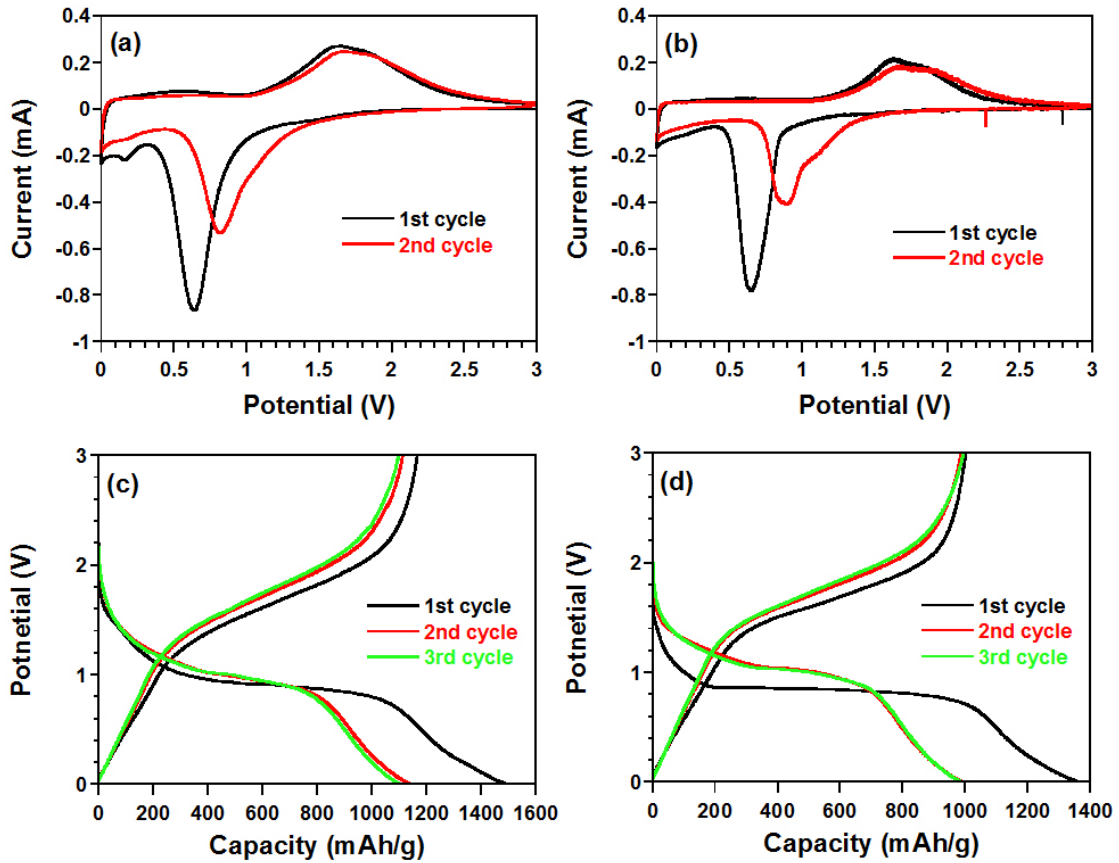 (a)
0.4
0.2
0
-0.2
-0.4
-0.6
-0.8
-1
Current (mA)
1st cycle
2nd cycle
0 0.5 1 1.5 2 2.5 3
Potential (V)
(b)
0.4
0.2
0
-0.2
-0.4
-0.6
-0.8
-1
Current (mA)
1st cycle
2nd cycle
0 0.5 1 1.5 2 2.5 3
Potential (V)
(c)
3
2
1
0
Potnetial (V)
1st cycle
2nd cycle
3rd cycle
0 200 400 600 800 1000 1200 1400 1600
Capacity (mAh/g)
(d)
3
2
1
0
Potnetial (V)
1st cycle
2nd cycle
3rd cycle
0 200 400 600 800 1000 1200 1400
Capacity (mAh/g)